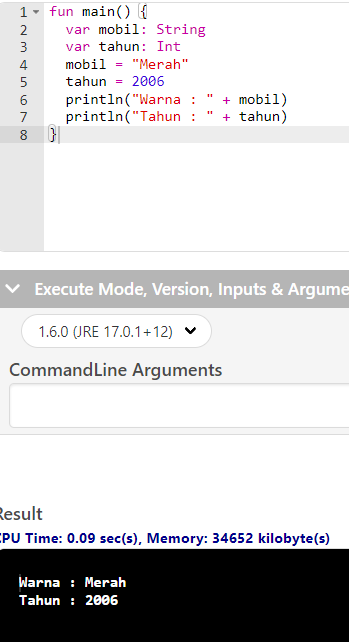 1 fun main() {
2 var mobil: String
3 var tahun: Int
4 mobil = "Merah"
5 tahun = 2006
6 println("Warna : " + mobil)
7 println("Tahun : " + tahun)
8 }
Execute Mode, Version, Inputs & Argume
1.6.0 (JRE 17.0.1+12)
CommandLine Arguments
Result
CPU Time: 0.09 sec(s), Memory: 34652 kilobyte(s)
Warna : Merah
Tahun : 2006